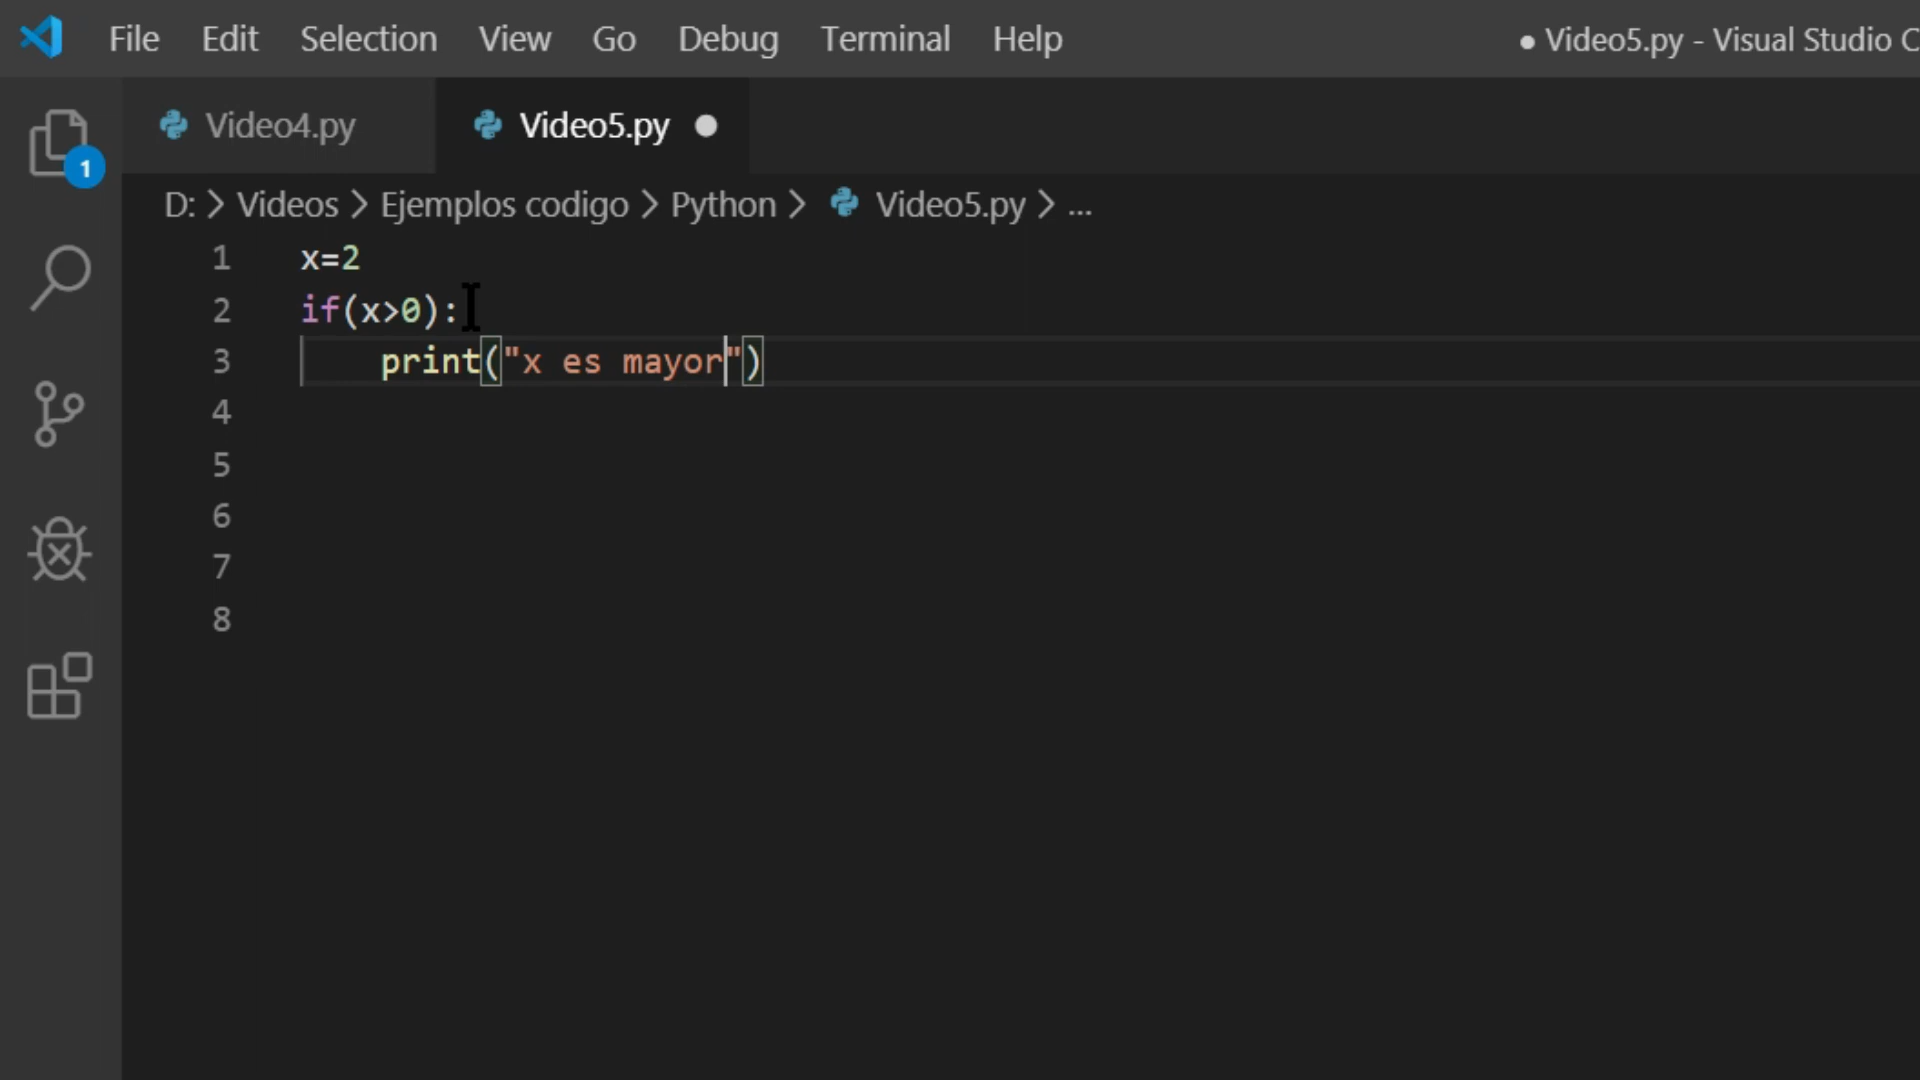 File Edit Selection View Go Debug Terminal Help ● Video5.py - Visual Studio C
Video4.py Video5.py
1
D: > Videos > Ejemplos codigo > Python > Video5.py > ...
1 x=2
2 if(x>0):
3 print("x es mayor")
4
5
6
7
8